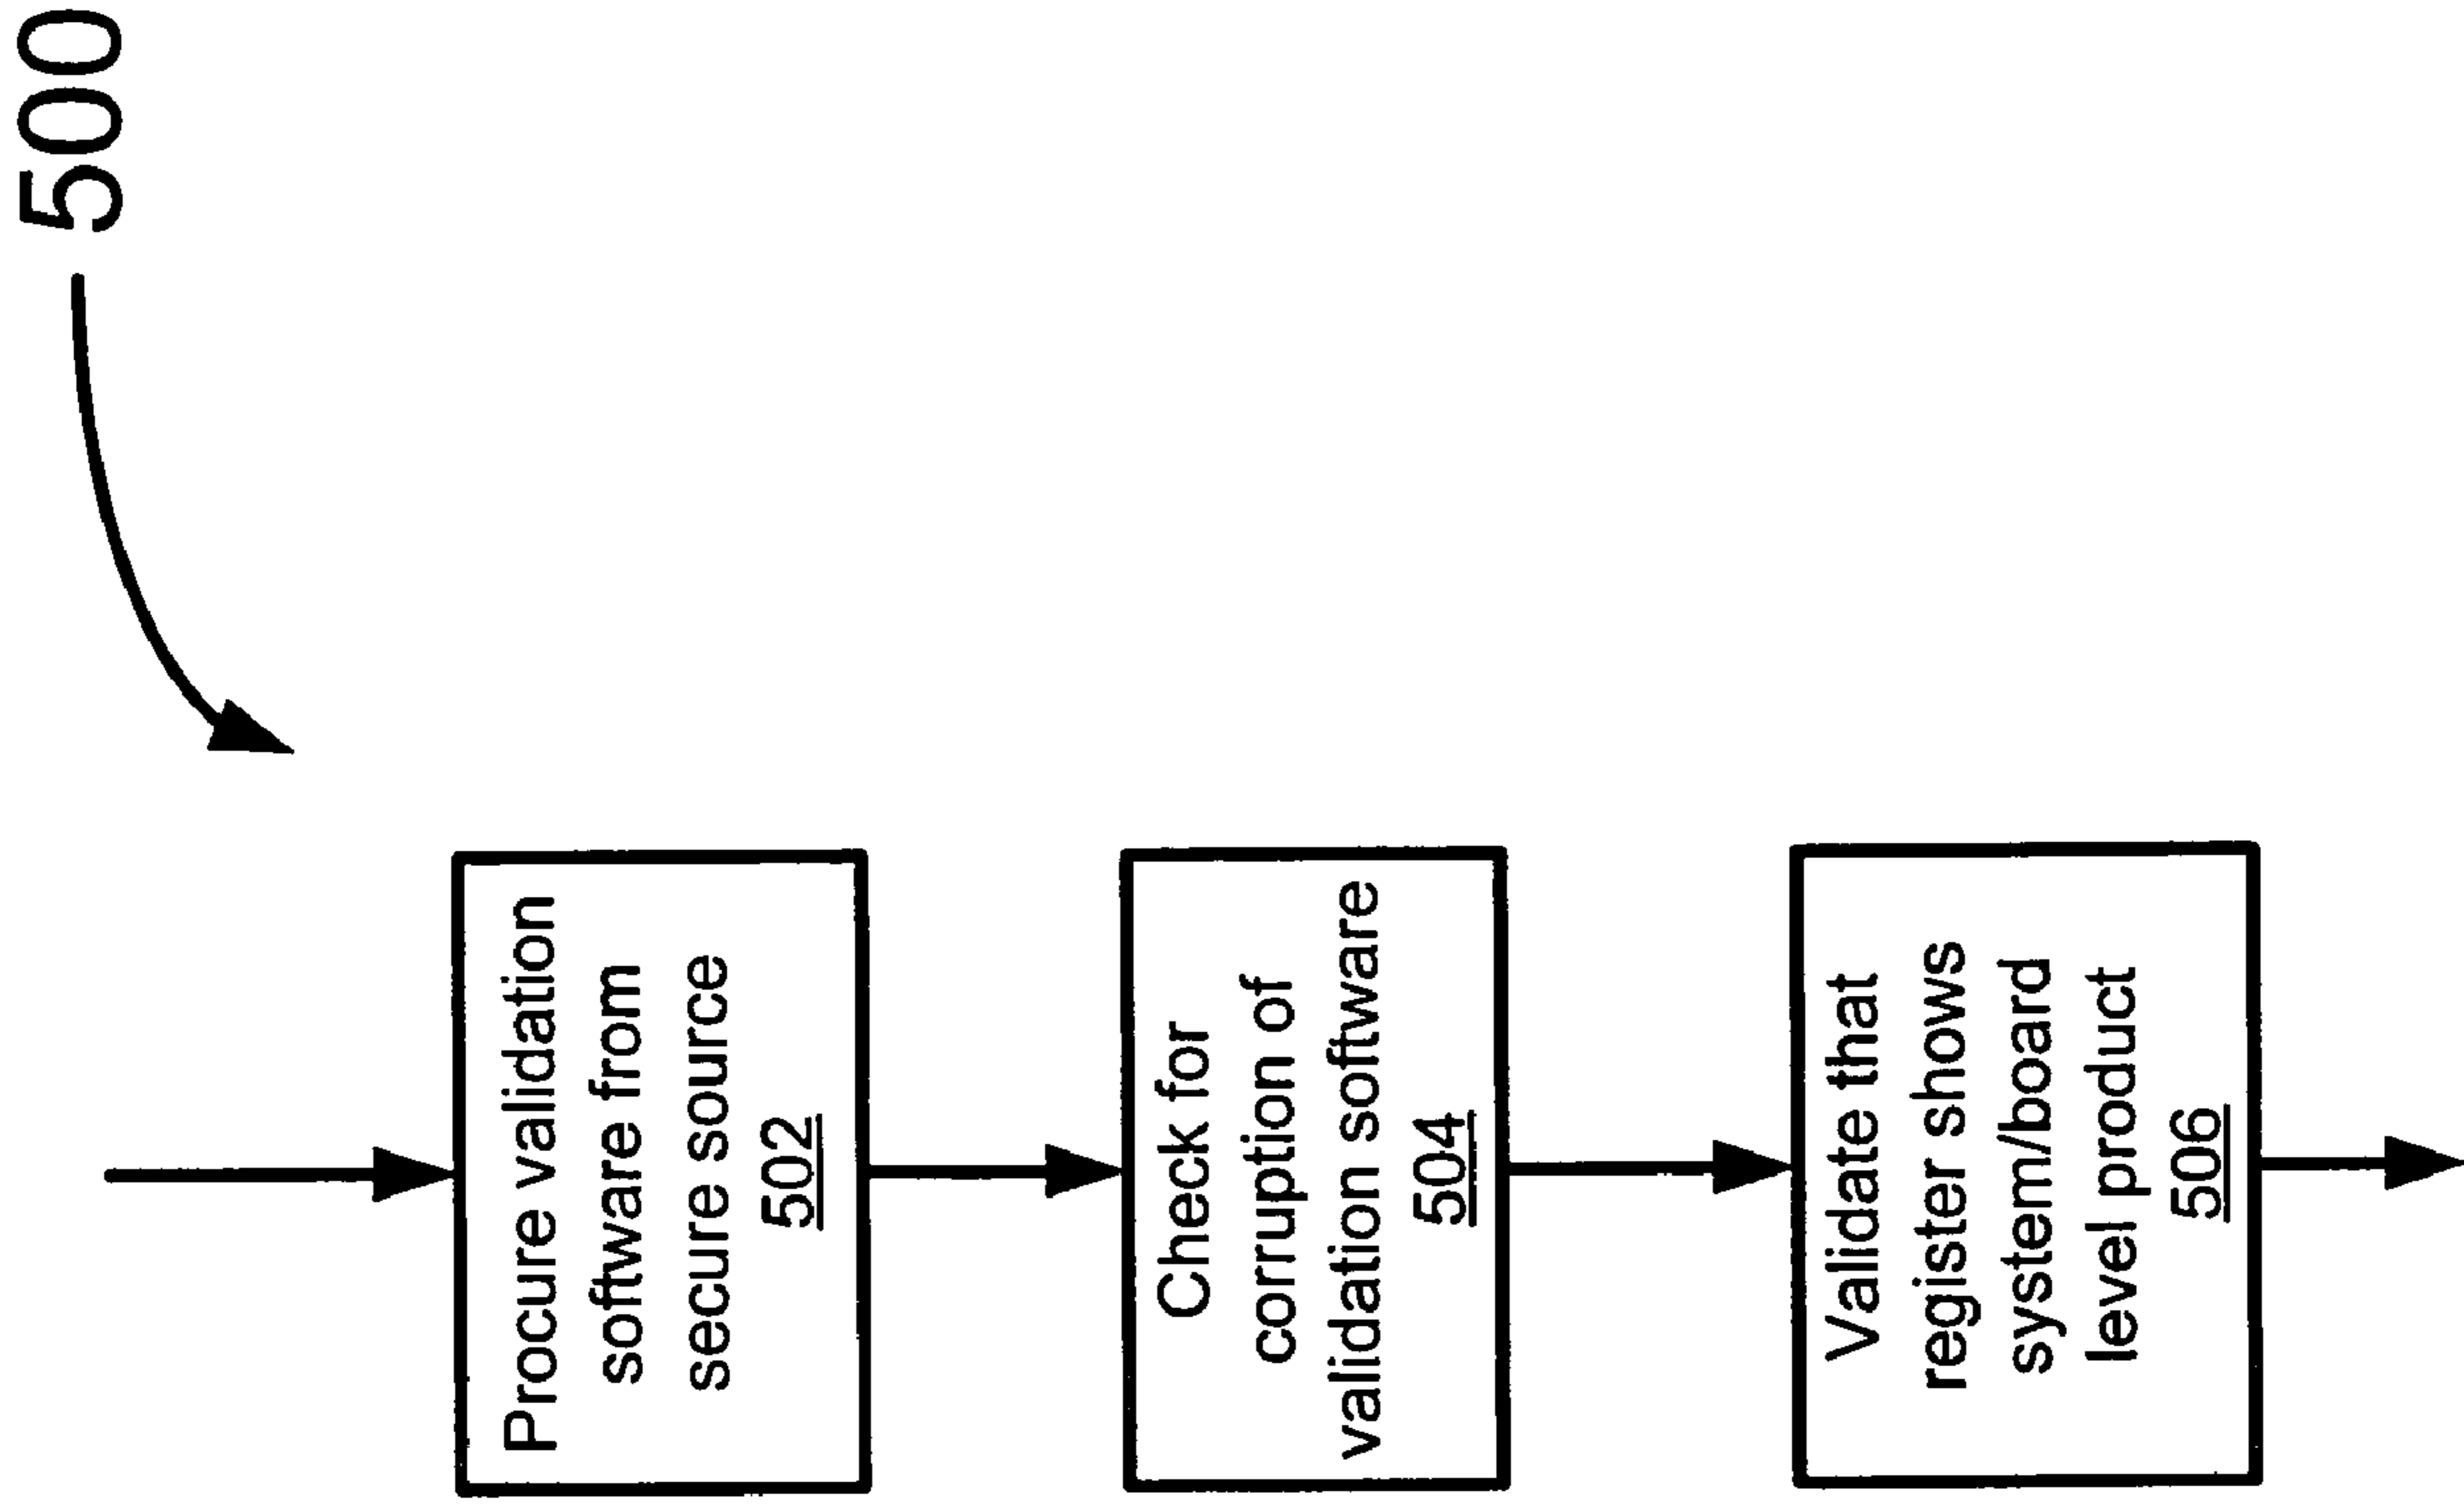 500
Procure validation
software from
secure source
502
Check for
corruption of
validation software
504
Validate that
register shows
system/board
level product
506